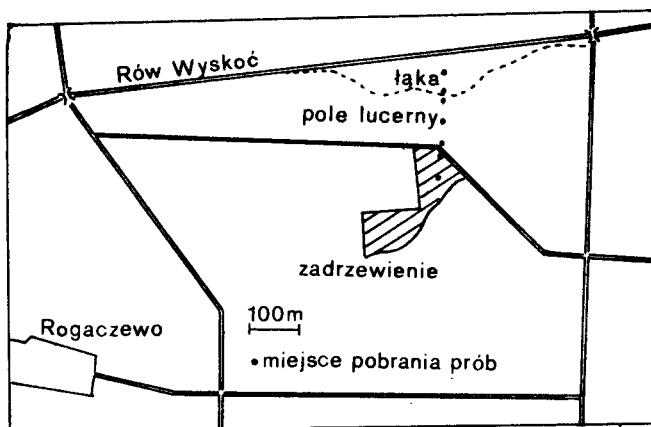 Rów Wyskoć
łąka
pole lucerny
zadrzewienie
100m
Rogaczewo
• miejsce pobrania prób